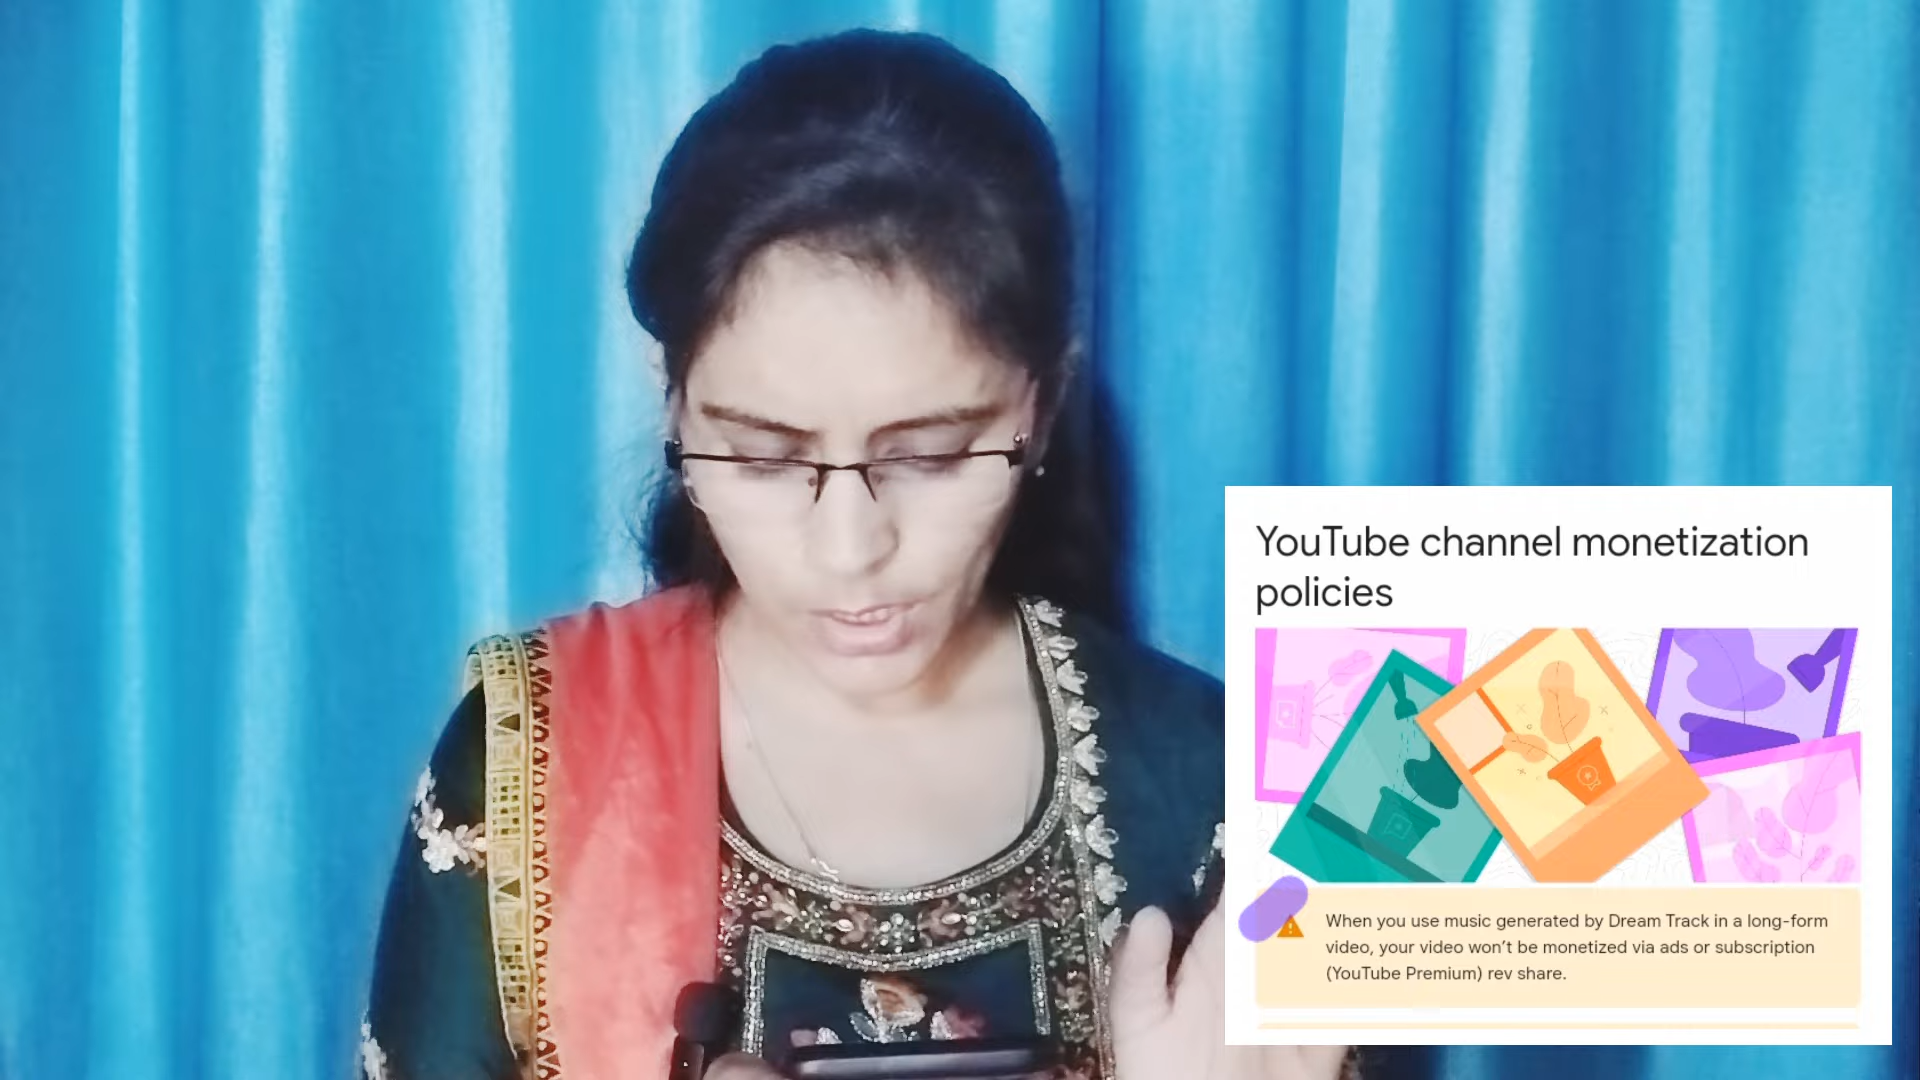 YouTube channel monetization
policies
When you use music generated by Dream Track in a long-form
video, your video won’t be monetized via ads or subscription
(YouTube Premium) rev share.